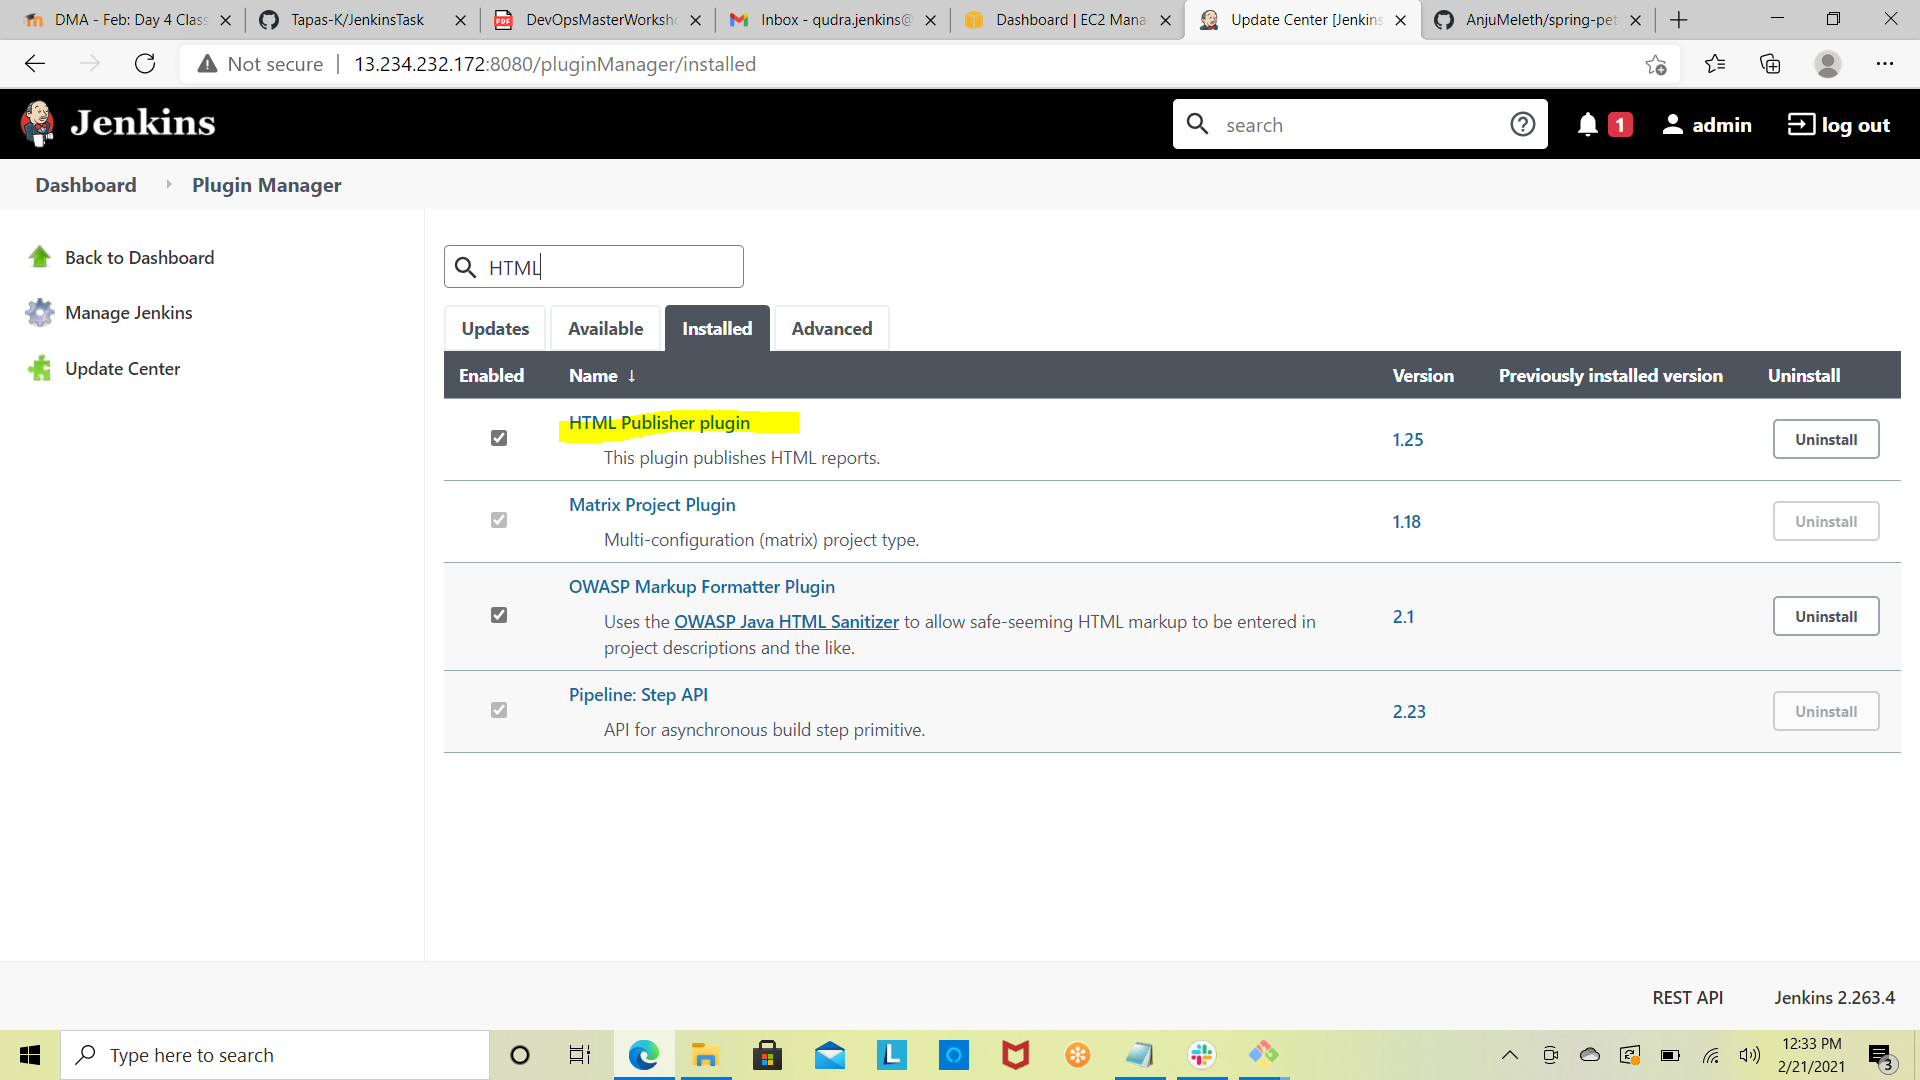 DMA - Feb: Day 4 Class
Tapas-K/JenkinsTask
PDF
DevOpsMasterWorksho
Inbox - qudra.jenkins@
Dashboard | EC2 Mana
Update Center [Jenkins
AnjuMeleth/spring-pet
Not secure | 13.234.232.172:8080/pluginManager/installed
Jenkins
search
1
admin
log out
Dashboard
Plugin Manager
Back to Dashboard
Manage Jenkins
Update Center
HTML
Updates
Available
Installed
Advanced
Enabled
Name ↓
Version
Previously installed version
Uninstall
HTML Publisher plugin
This plugin publishes HTML reports.
1.25
Uninstall
Matrix Project Plugin
Multi-configuration (matrix) project type.
1.18
Uninstall
OWASP Markup Formatter Plugin
Uses the OWASP Java HTML Sanitizer to allow safe-seeming HTML markup to be entered in
project descriptions and the like.
2.1
Uninstall
Pipeline: Step API
API for asynchronous build step primitive.
2.23
Uninstall
REST API
Jenkins 2.263.4
Type here to search
L
12:33 PM
2/21/2021
3